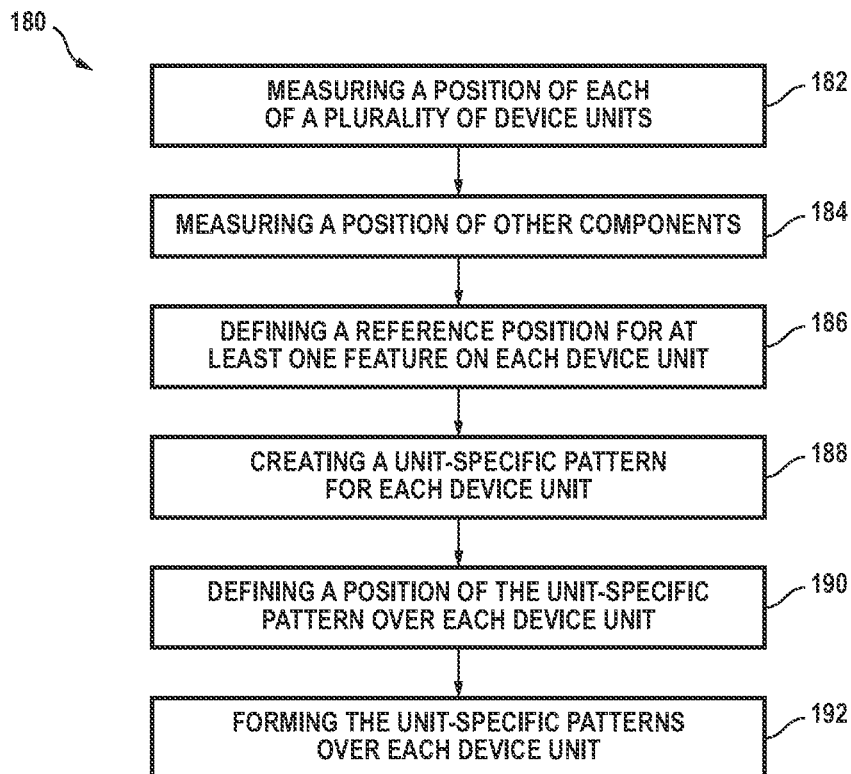 180
MEASURING A POSITION OF EACH
OF A PLURALITY OF DEVICE UNITS
182
MEASURING A POSITION OF OTHER COMPONENTS
184
DEFINING A REFERENCE POSITION FOR AT
LEAST ONE FEATURE ON EACH DEVICE UNIT
186
CREATING A UNIT-SPECIFIC PATTERN
FOR EACH DEVICE UNIT
188
DEFINING A POSITION OF THE UNIT-SPECIFIC
PATTERN OVER EACH DEVICE UNIT
190
FORMING THE UNIT-SPECIFIC PATTERNS
OVER EACH DEVICE UNIT
192